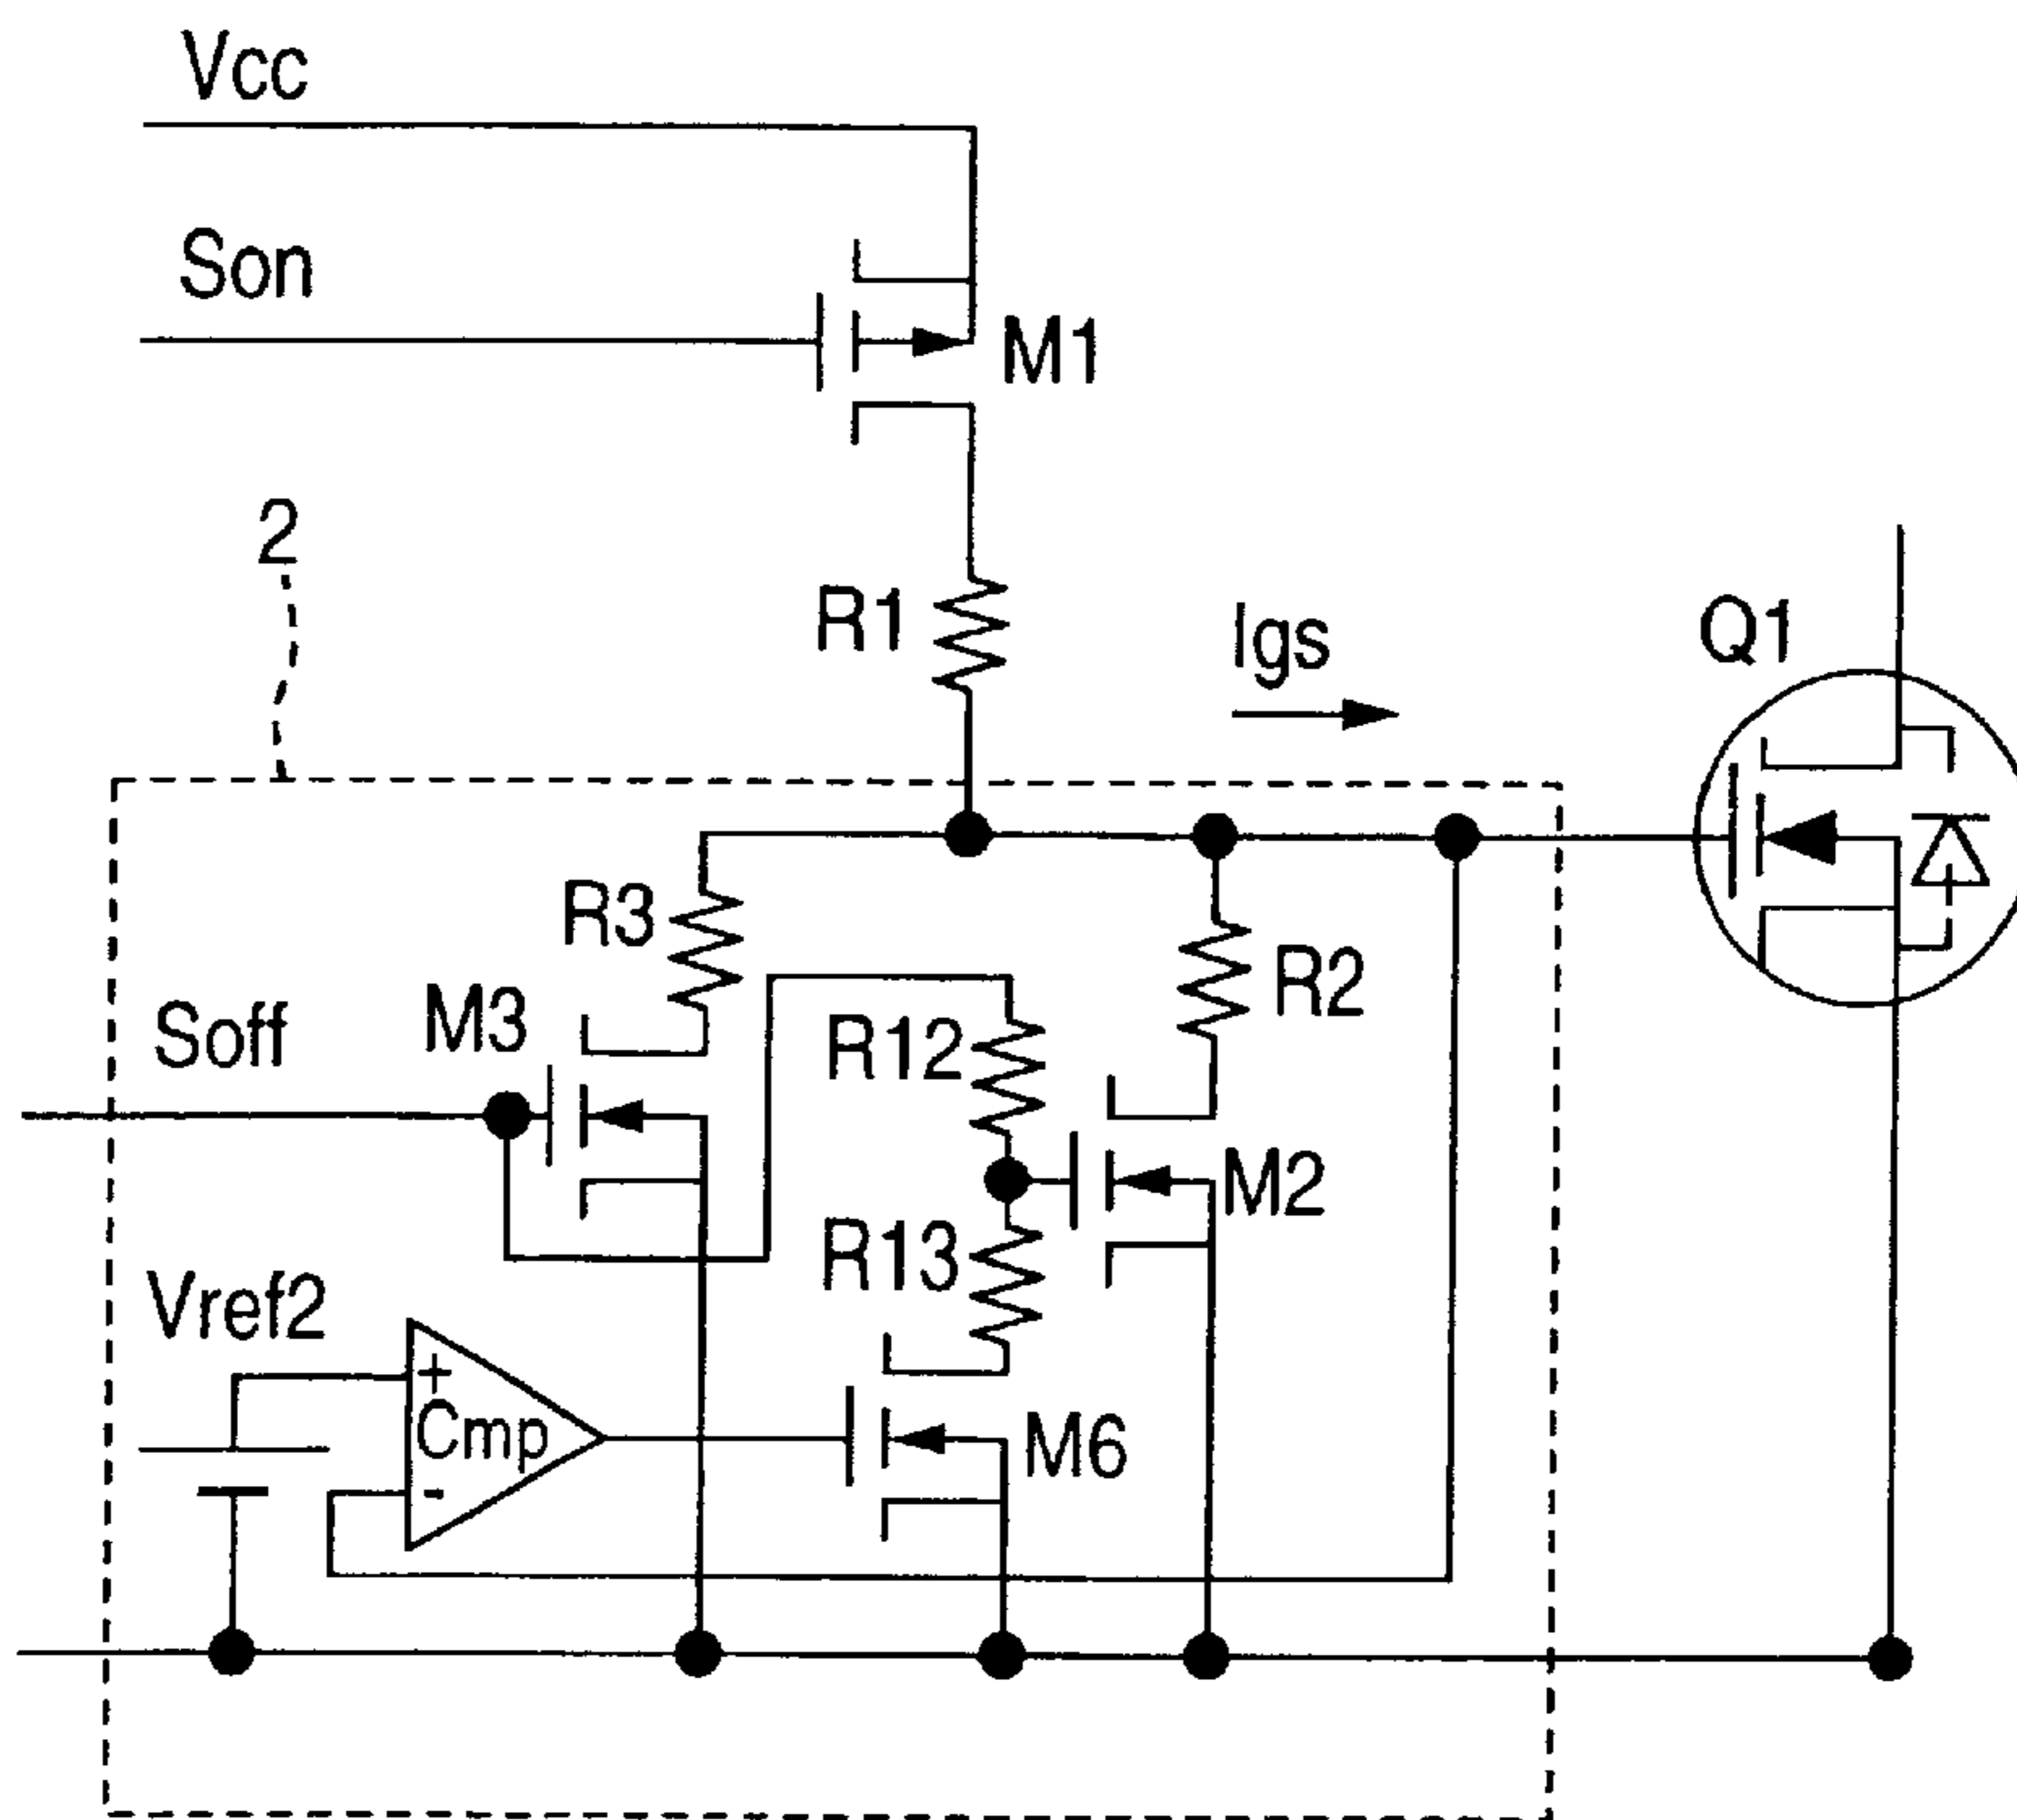 Vcc
Son
M1
2
R1
Igs
Q1
R3
R2
Soff
M3
R12
M2
R13
Vref2
+
Cmp
-
M6